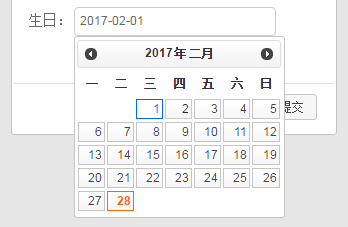 生日： 2017-02-01
2017年 二月
一 二 三 四 五 六 日
1 2 3 4 5
6 7 8 9 10 11 12
提交
13 14 15 16 17 18 19
20 21 22 23 24 25 26
27 28